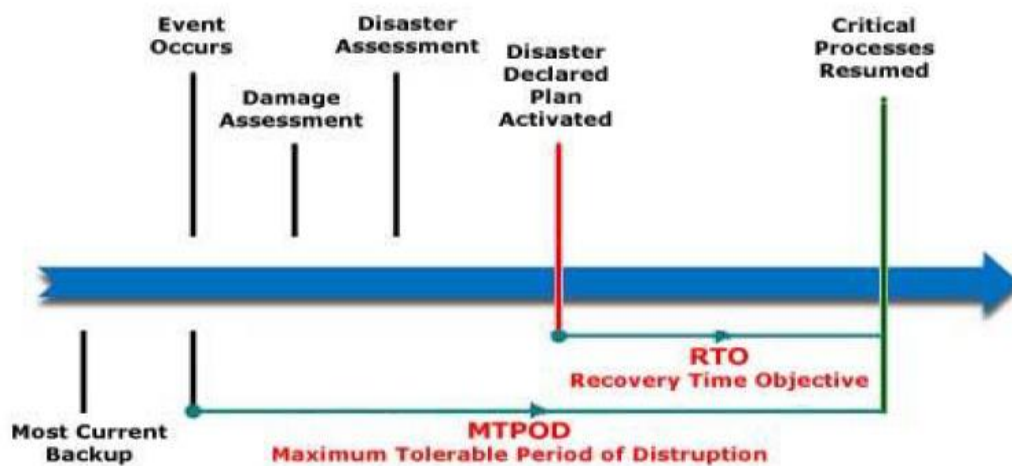 Event
Occurs
Disaster
Assessment
Damage
Assessment
Disaster
Declared
Plan
Activated
Critical
Processes
Resumed
RTO
Recovery Time Objective
Most Current
Backup
MTPOD
Maximum Tolerable Period of Distruption